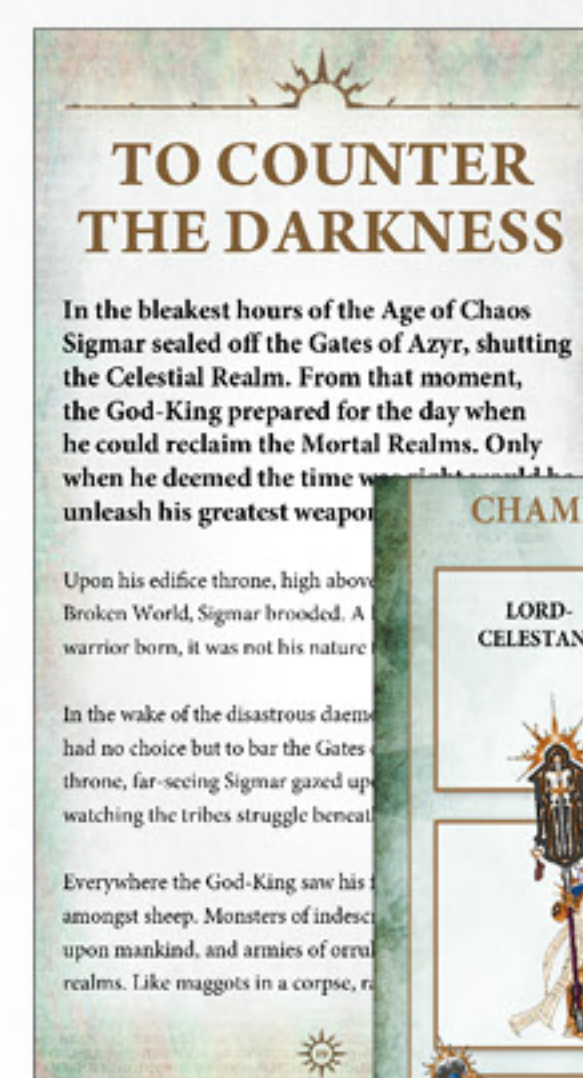 TO COUNTER
THE DARKNESS
In the bleakest hours of the Age of Chaos
Sigmar sealed off the Gates of Azyr, shutting
the Celestial Realm. From that moment,
the God-King prepared for the day when
he could reclaim the Mortal Realms. Only
when he deemed the time was right would he
unleash his greatest weapon
Upon his edifice throne, high above
Broken World, Sigmar brooded. A
warrior born, it was not his nature
In the wake of the disastrous daem
had no choice but to bar the Gates
throne, far-seeing Sigmar gazed up
watching the tribes struggle beneat
Everywhere the God-King saw his
amongst sheep. Monsters of indesc
upon mankind, and armies of orru
realms. Like maggots in a corpse, ra
CHAM
LORD-
CELESTAN